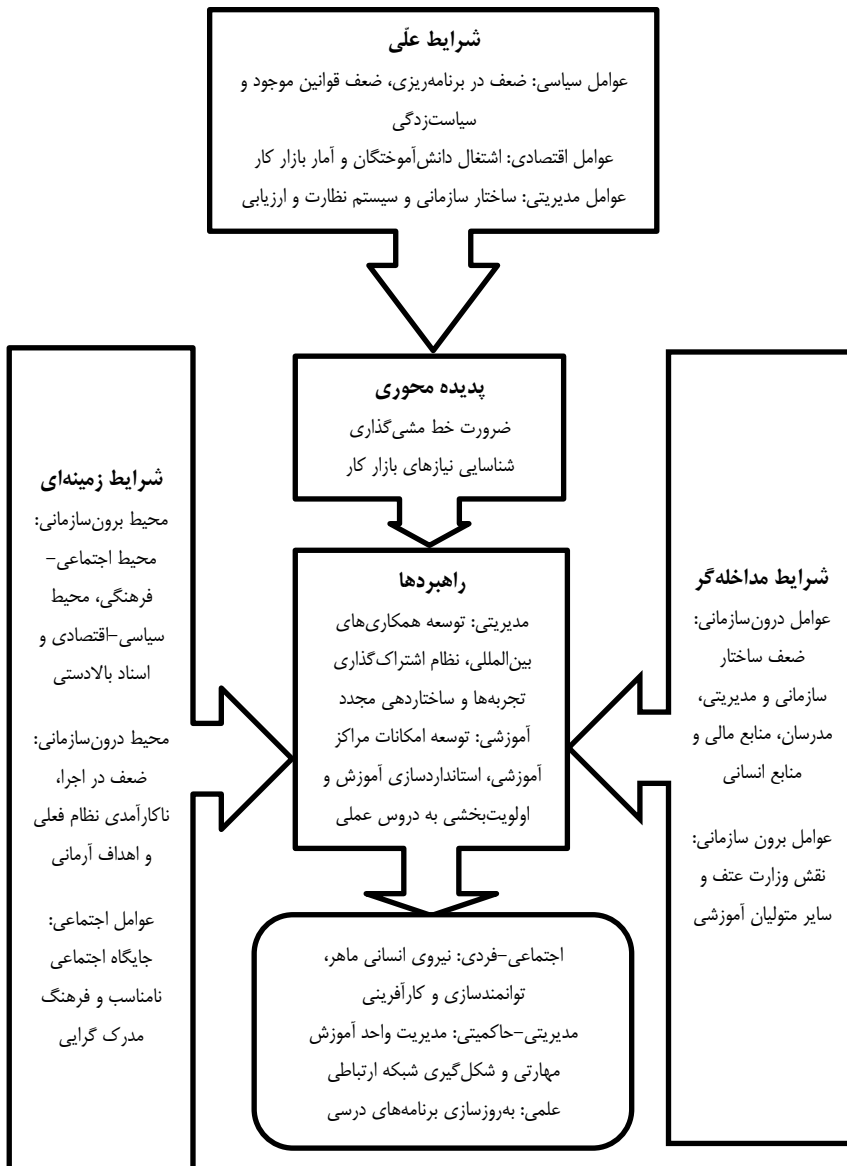 شرایط علّی
عوامل سیاسی: ضعف در برنامه‌ریزی، ضعف قوانین موجود و
سیاست‌زدگی
عوامل اقتصادی: اشتغال دانش‌آموختگان و آمار بازار کار
عوامل مدیریتی: ساختار سازمانی و سیستم نظارت و ارزیابی
پدیده محوری
ضرورت خط مشی‌گذاری
شناسایی نیازهای بازار کار
شرایط مداخله‌گر
عوامل درون‌سازمانی:
ضعف ساختار
سازمانی و مدیریتی،
مدرسان، منابع مالی و
منابع انسانی
عوامل برون سازمانی:
نقش وزارت عتف و
سایر متولیان آموزشی
راهبردها
مدیریتی: توسعه همکاری‌های
بین‌المللی، نظام اشتراک‌گذاری
تجربه‌ها و ساختاردهی مجدد
آموزشی: توسعه امکانات مراکز
آموزشی، استانداردسازی آموزش و
اولویت‌بخشی به دروس عملی
شرایط زمینه‌ای
محیط برون‌سازمانی:
محیط اجتماعی–
فرهنگی، محیط
سیاسی–اقتصادی و
اسناد بالادستی
محیط درون‌سازمانی:
ضعف در اجرا،
ناکارآمدی نظام فعلی
و اهداف آرمانی
عوامل اجتماعی:
جایگاه اجتماعی
نامناسب و فرهنگ
مدرک گرایی
اجتماعی–فردی: نیروی انسانی ماهر،
توانمندسازی و کارآفرینی
مدیریتی–حاکمیتی: مدیریت واحد آموزش
مهارتی و شکل‌گیری شبکه ارتباطی
علمی: به‌روزسازی برنامه‌های درسی